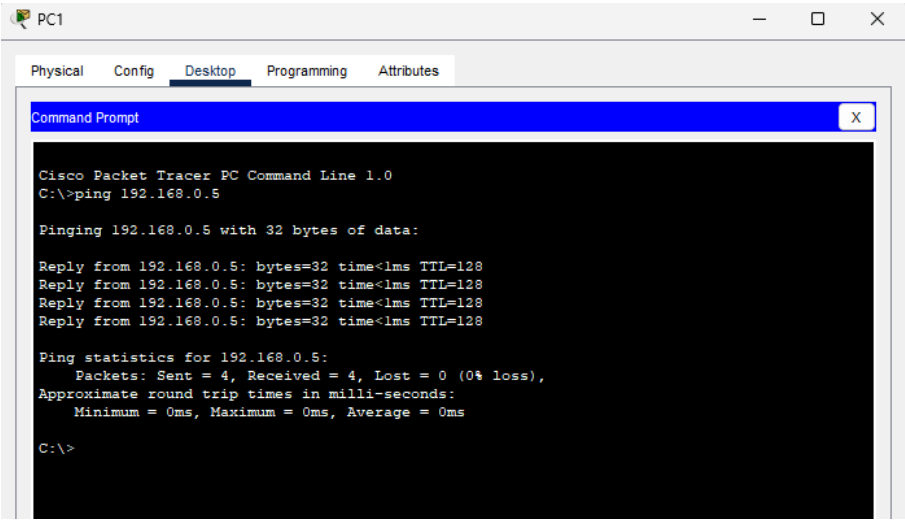 PC1
Physical Config Desktop Programming Attributes
Command Prompt
X
Cisco Packet Tracer PC Command Line 1.0
C:\>ping 192.168.0.5
Pinging 192.168.0.5 with 32 bytes of data:
Reply from 192.168.0.5: bytes=32 time<1ms TTL=128
Reply from 192.168.0.5: bytes=32 time<1ms TTL=128
Reply from 192.168.0.5: bytes=32 time<1ms TTL=128
Reply from 192.168.0.5: bytes=32 time<1ms TTL=128
Ping statistics for 192.168.0.5:
Packets: Sent = 4, Received = 4, Lost = 0 (0% loss),
Approximate round trip times in milli-seconds:
Minimum = 0ms, Maximum = 0ms, Average = 0ms
C:\>